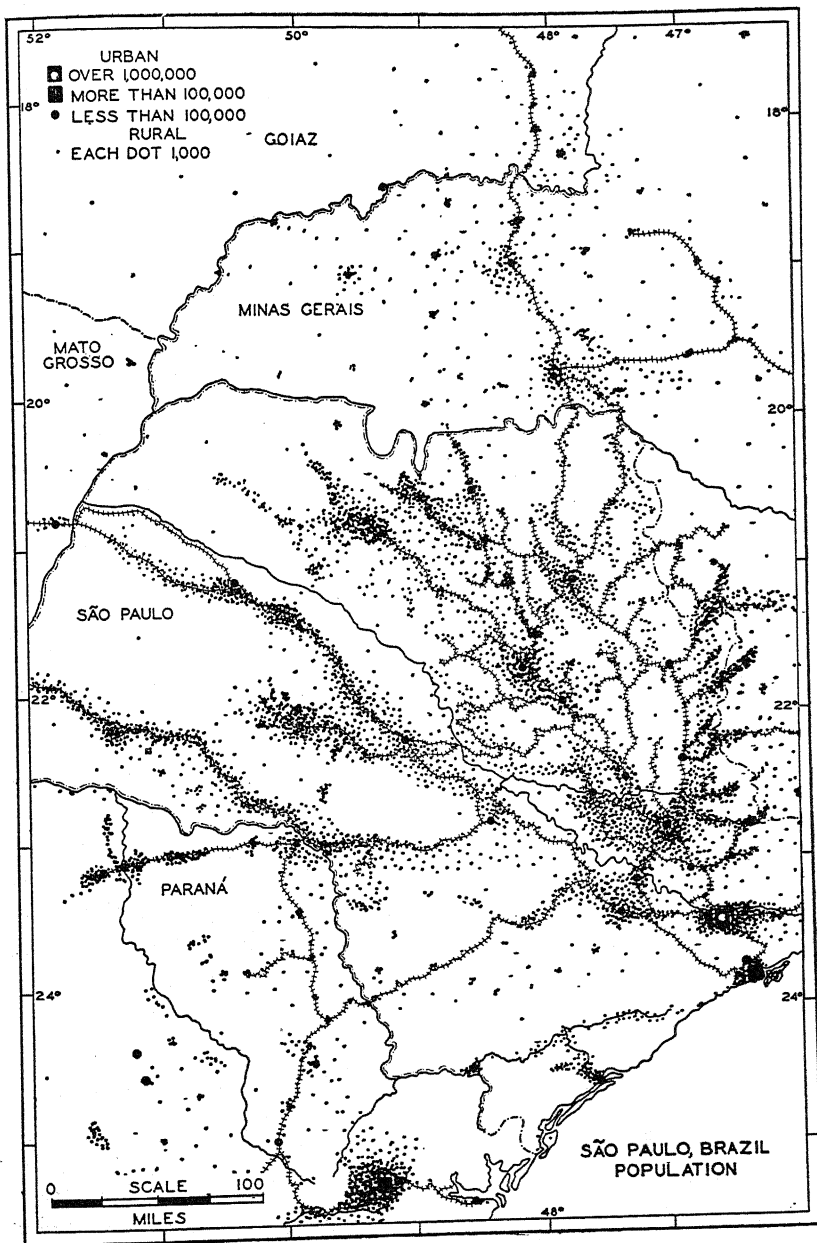 52°
50°
48°
47°
URBAN
OVER 1,000,000
MORE THAN 100,000
LESS THAN 100,000
RURAL
EACH DOT 1,000
18°
18°
GOIAZ
MINAS GERAIS
MATO
GROSSO
20°
20°
SÃO PAULO
22°
22°
PARANÁ
24°
24°
SÃO PAULO, BRAZIL
POPULATION
0 SCALE 100
MILES
48°